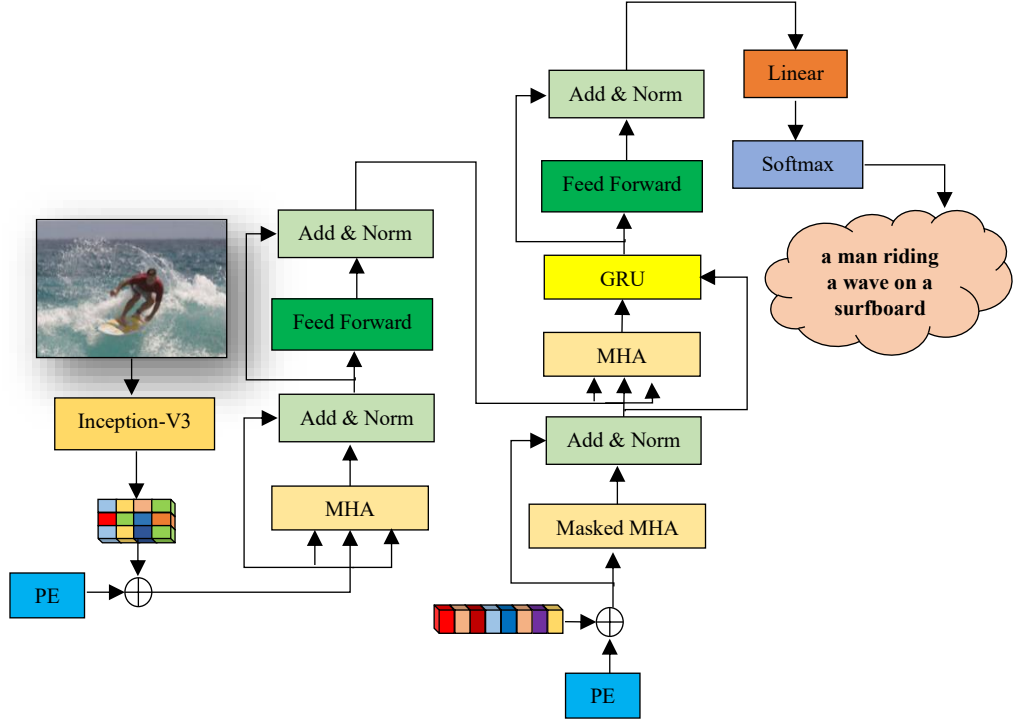 Inception-V3
PE
Add & Norm
Feed Forward
Add & Norm
MHA
Add & Norm
Feed Forward
GRU
MHA
Add & Norm
Masked MHA
PE
Linear
Softmax
a man riding
a wave on a
surfboard